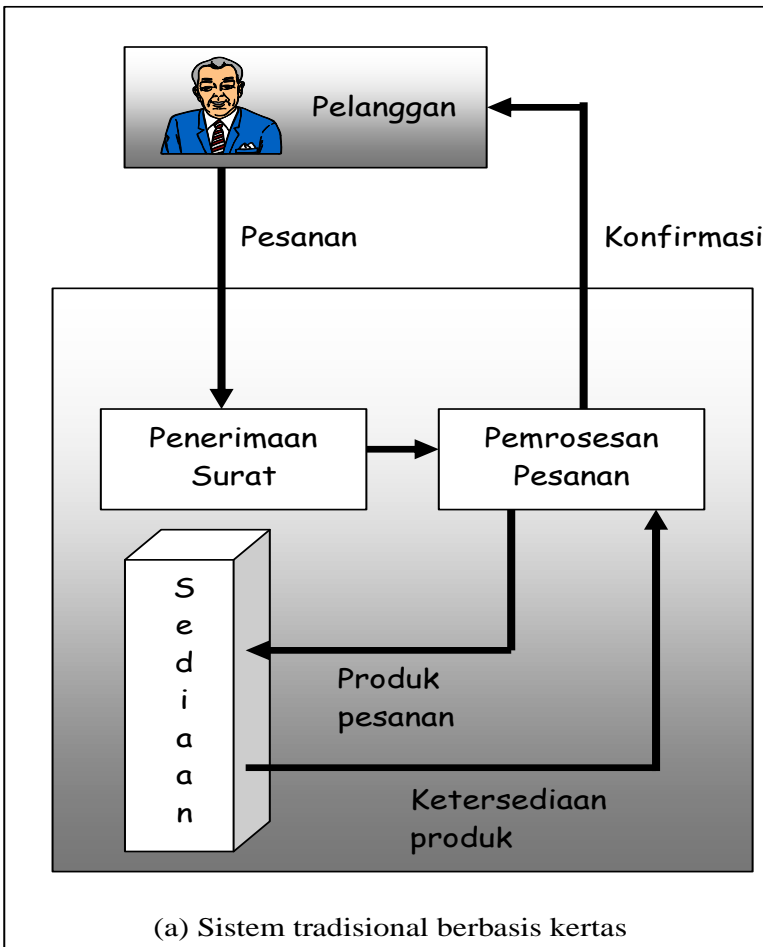 Pelanggan
Pesanan
Konfirmasi
Penerimaan
Surat
Pemrosesan
Pesanan
S
e
d
i
a
a
n
Produk
pesanan
Ketersediaan
produk
(a) Sistem tradisional berbasis kertas